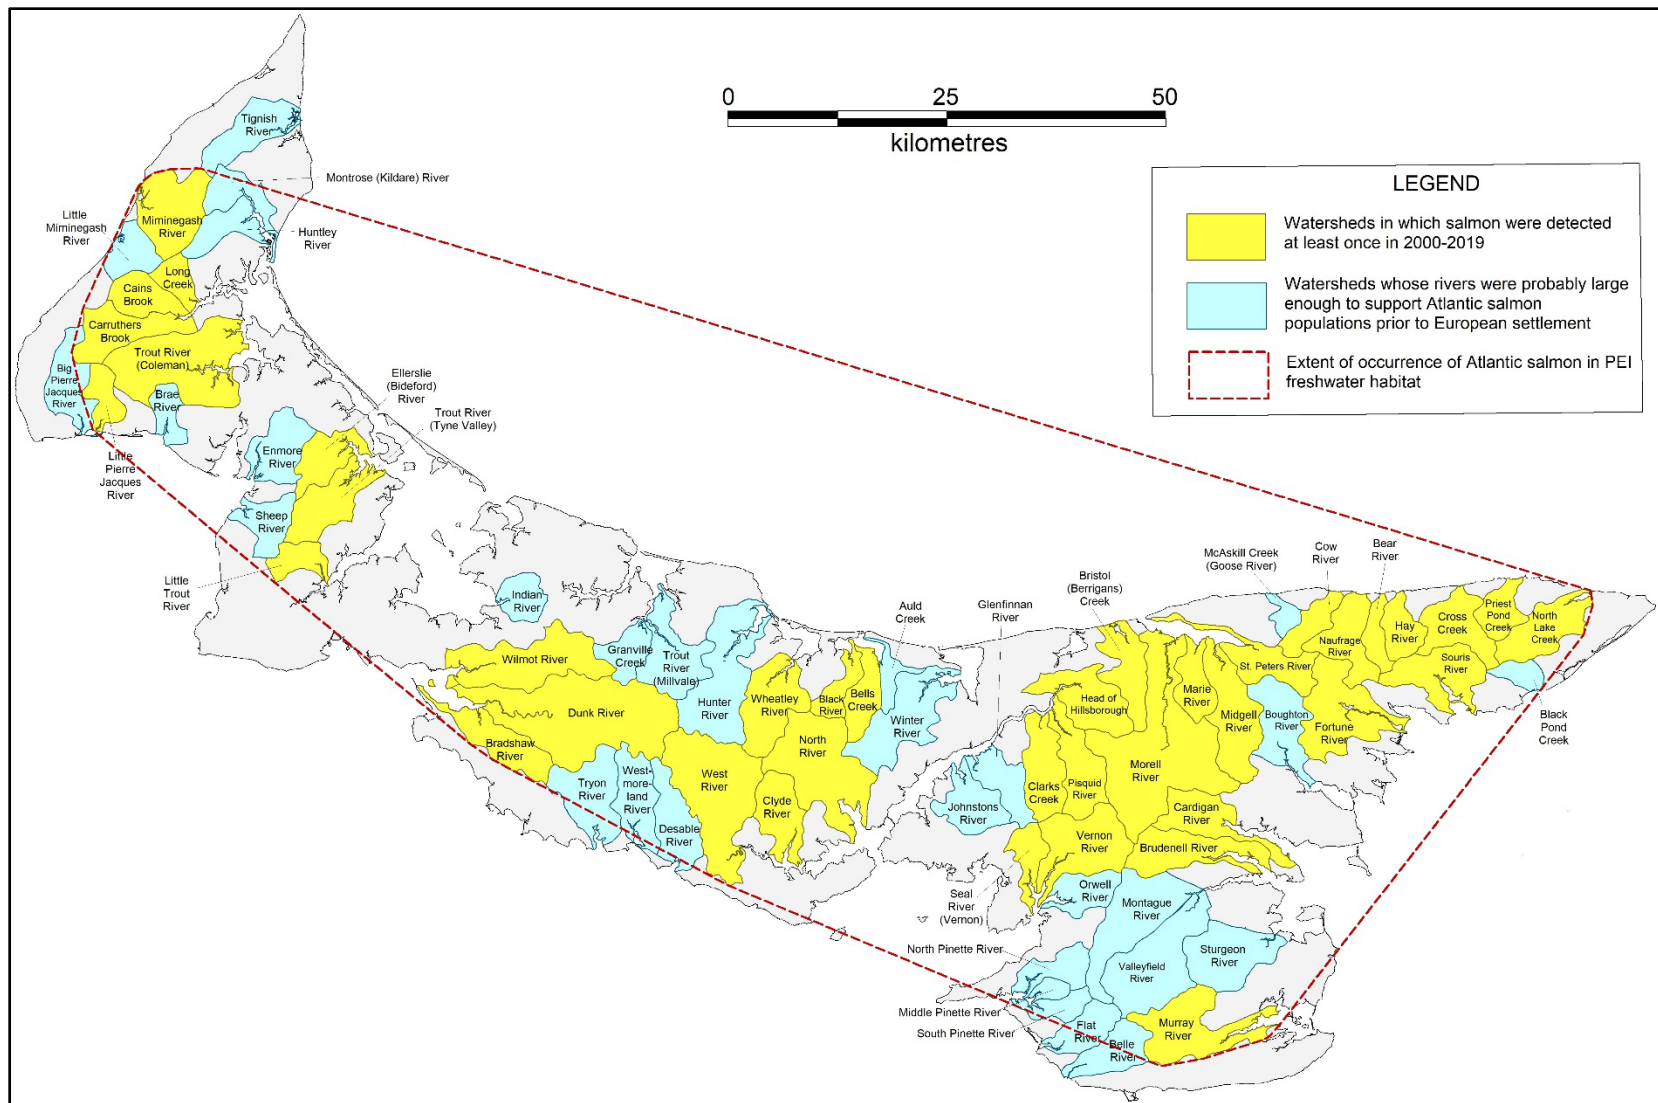 0 25 50
kilometres
LEGEND
Watersheds in which salmon were detected
at least once in 2000-2019
Watersheds whose rivers were probably large
enough to support Atlantic salmon
populations prior to European settlement
Extent of occurrence of Atlantic salmon in PEI
freshwater habitat
Tignish
River
Montrose (Kildare) River
Little
Miminegash
River
Miminegash
River
Huntley
River
Long
Creek
Cains
Brook
Carruthers
Brook
Trout River
(Coleman)
Big
Pierre
Jacques
River
Brae
River
Little
Pierre
Jacques
River
Ellerslie
(Bideford)
River
Trout River
(Tyne Valley)
Enmore
River
Sheep
River
Little
Trout
River
Indian
River
Wilmot River
Granville
Creek
Trout
River
(Millvale)
Hunter
River
Dunk River
Bradshaw
River
Tryon
River
West-
more-
land
River
Desable
River
West
River
Wheatley
River
Black
River
Bells
Creek
North
River
Clyde
River
Auld
Creek
Winter
River
Glenfinnan
River
Johnstons
River
Bristol
(Berrigans)
Creek
Head of
Hillsborough
Marie
River
Midgell
River
Clarks
Creek
Pisquid
River
Morell
River
Cardigan
River
Vernon
River
Brudenell River
Seal
River
(Vernon)
McAskill Creek
(Goose River)
Cow
River
Bear
River
Naufrage
River
Hay
River
Cross
Creek
Priest
Pond
Creek
North
Lake
Creek
St. Peters River
Souris
River
Boughton
River
Fortune
River
Black
Pond
Creek
Orwell
River
Montague
River
North Pinette River
Valleyfield
River
Sturgeon
River
Middle Pinette River
South Pinette River
Flat
River
Belle
River
Murray
River